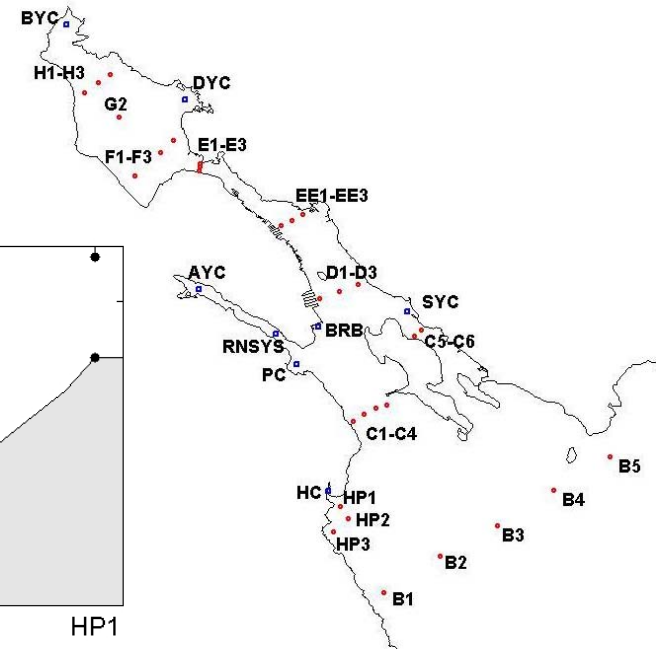 BYC
H1-H3
DYC
G2
E1-E3
F1-F3
EE1-EE3
AYC
D1-D3
SYC
BRB
RNSYS
C5-C6
PC
C1-C4
B5
HC
HP1
B4
HP2
B3
HP3
B2
B1
HP1